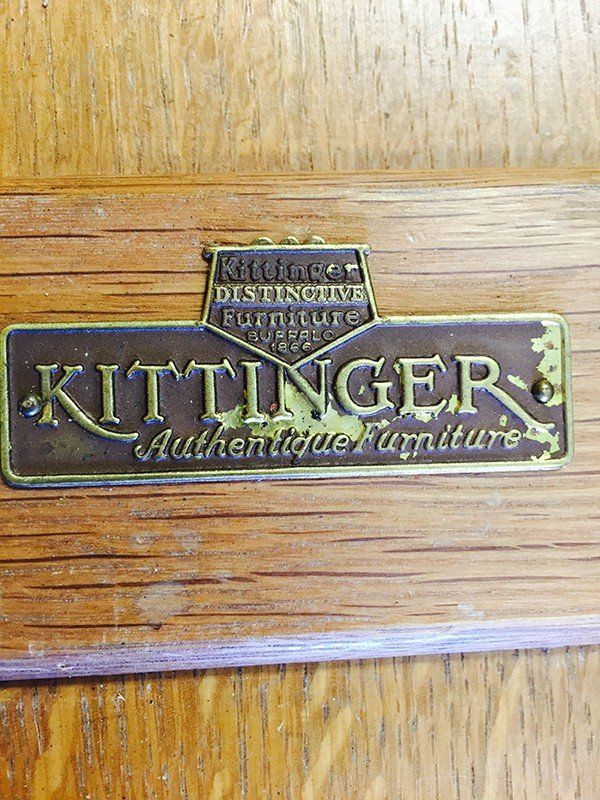 Kittinger
DISTINCTIVE
Furniture
BUFFALO
1866
KITTINGER
Authentique Furniture